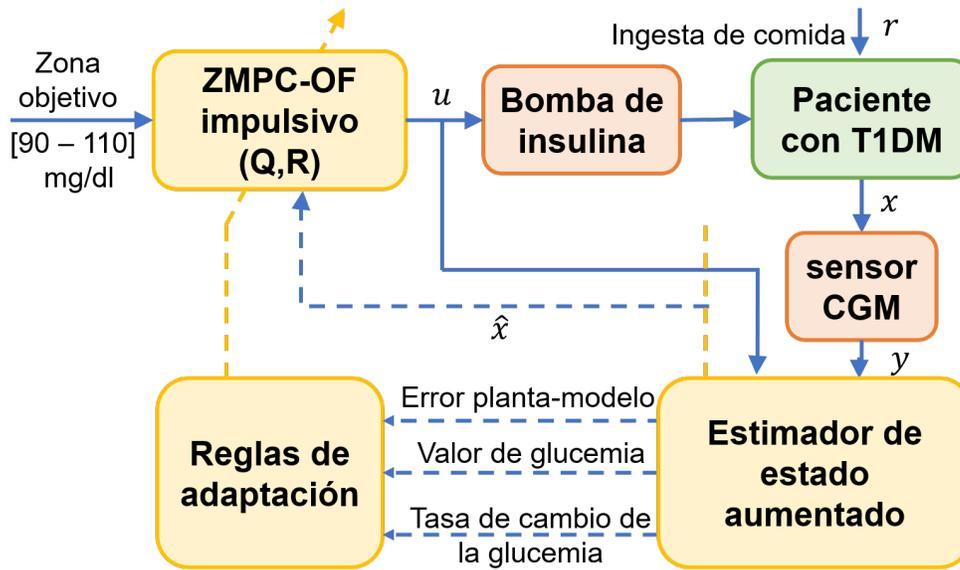 Ingesta de comida
r
Zona
objetivo
[90 – 110]
mg/dl
ZMPC-OF
impulsivo
(Q,R)
u
Bomba de
insulina
Paciente
con T1DM
x
sensor
CGM
y
x̂
Error planta-modelo
Valor de glucemia
Tasa de cambio de
la glucemia
Reglas de
adaptación
Estimador de
estado
aumentado